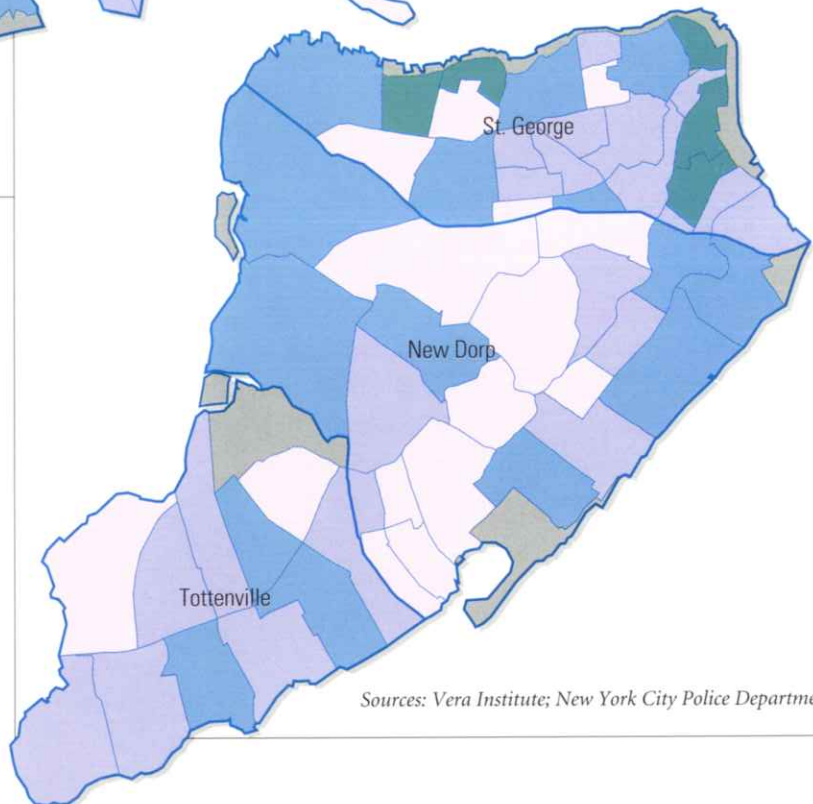 St. George
New Dorp
Tottenville
Sources: Vera Institute; New York City Police Departme